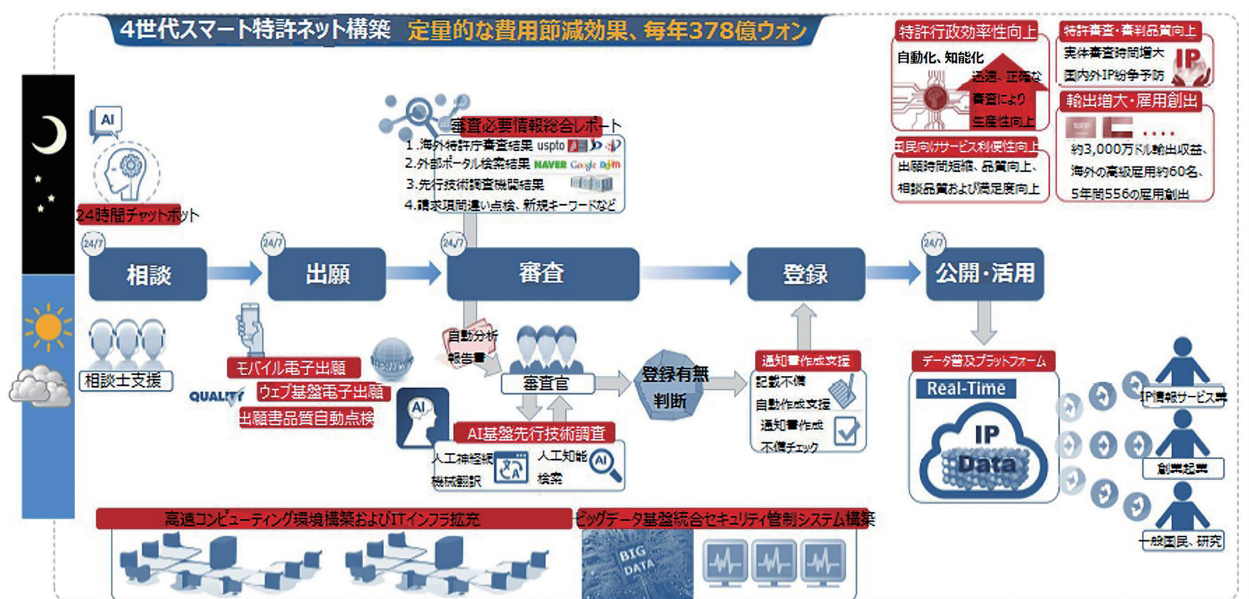 4世代スマート特許ネット構築 定量的な費用節減効果、毎年378億ウォン
特許行政効率性向上
自動化、知能化
迅速、正確な
審査により
生産性向上
特許審査・審判品質向上
実体審査時間増大
国内外IP紛争予防
IP
国民向けサービス利便性向上
出願時間短縮、品質向上、
相談品質および満足度向上
輸出増大・雇用創出
約3,000万ドル輸出収益、
海外の高級雇用約60名、
5年間556の雇用創出
AI
24時間チャットボット
審査必要情報総合レポート
1.海外特許庁審査結果 uspto
2.外部ポータル検索結果 NAVER Google Daum
3.先行技術調査機関結果
4.請求項間違い点検、新規キーワードなど
24/7
相談
24/7
出願
24/7
審査
登録
24/7
公開・活用
相談士支援
モバイル電子出願
ウェブ基盤電子出願
QUALITY
出願書品質自動点検
自動分析
報告書
審査官
登録有無
判断
AI
AI基盤先行技術調査
人工神経網
機械翻訳
人工知能
検索
AI
通知書作成支援
記載不備
自動作成支援
通知書作成
不備チェック
データ普及プラットフォーム
Real-Time
IP
Data
IP情報サービス業
創業起業
一般国民、研究
高速コンピューティング環境構築およびITインフラ拡充
ビッグデータ基盤統合セキュリティ管制システム構築
BIG
DATA